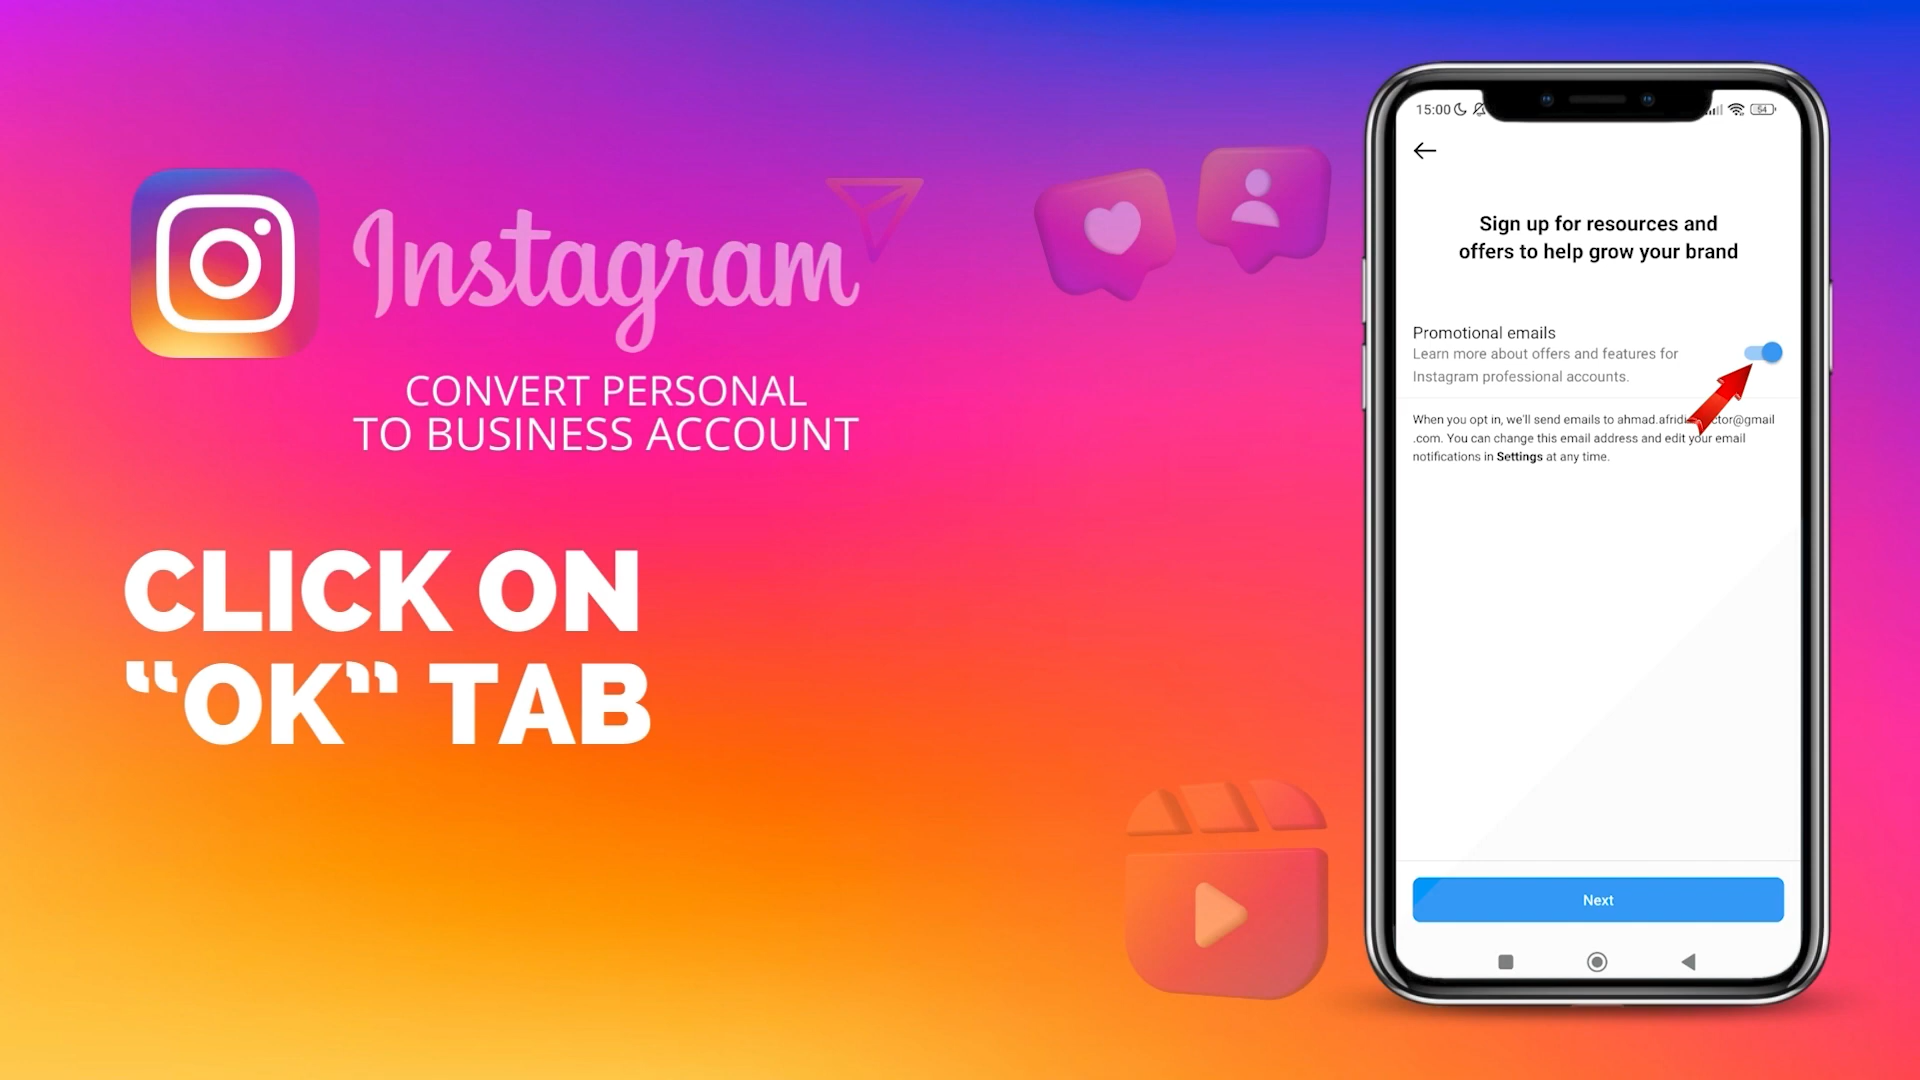 Instagram
CONVERT PERSONAL
TO BUSINESS ACCOUNT
CLICK ON
“OK” TAB
15:00
54
Sign up for resources and
offers to help grow your brand
Promotional emails
Learn more about offers and features for
Instagram professional accounts.
When you opt in, we'll send emails to
.com. You can change this email address and edit your email
notifications in Settings at any time.
Next